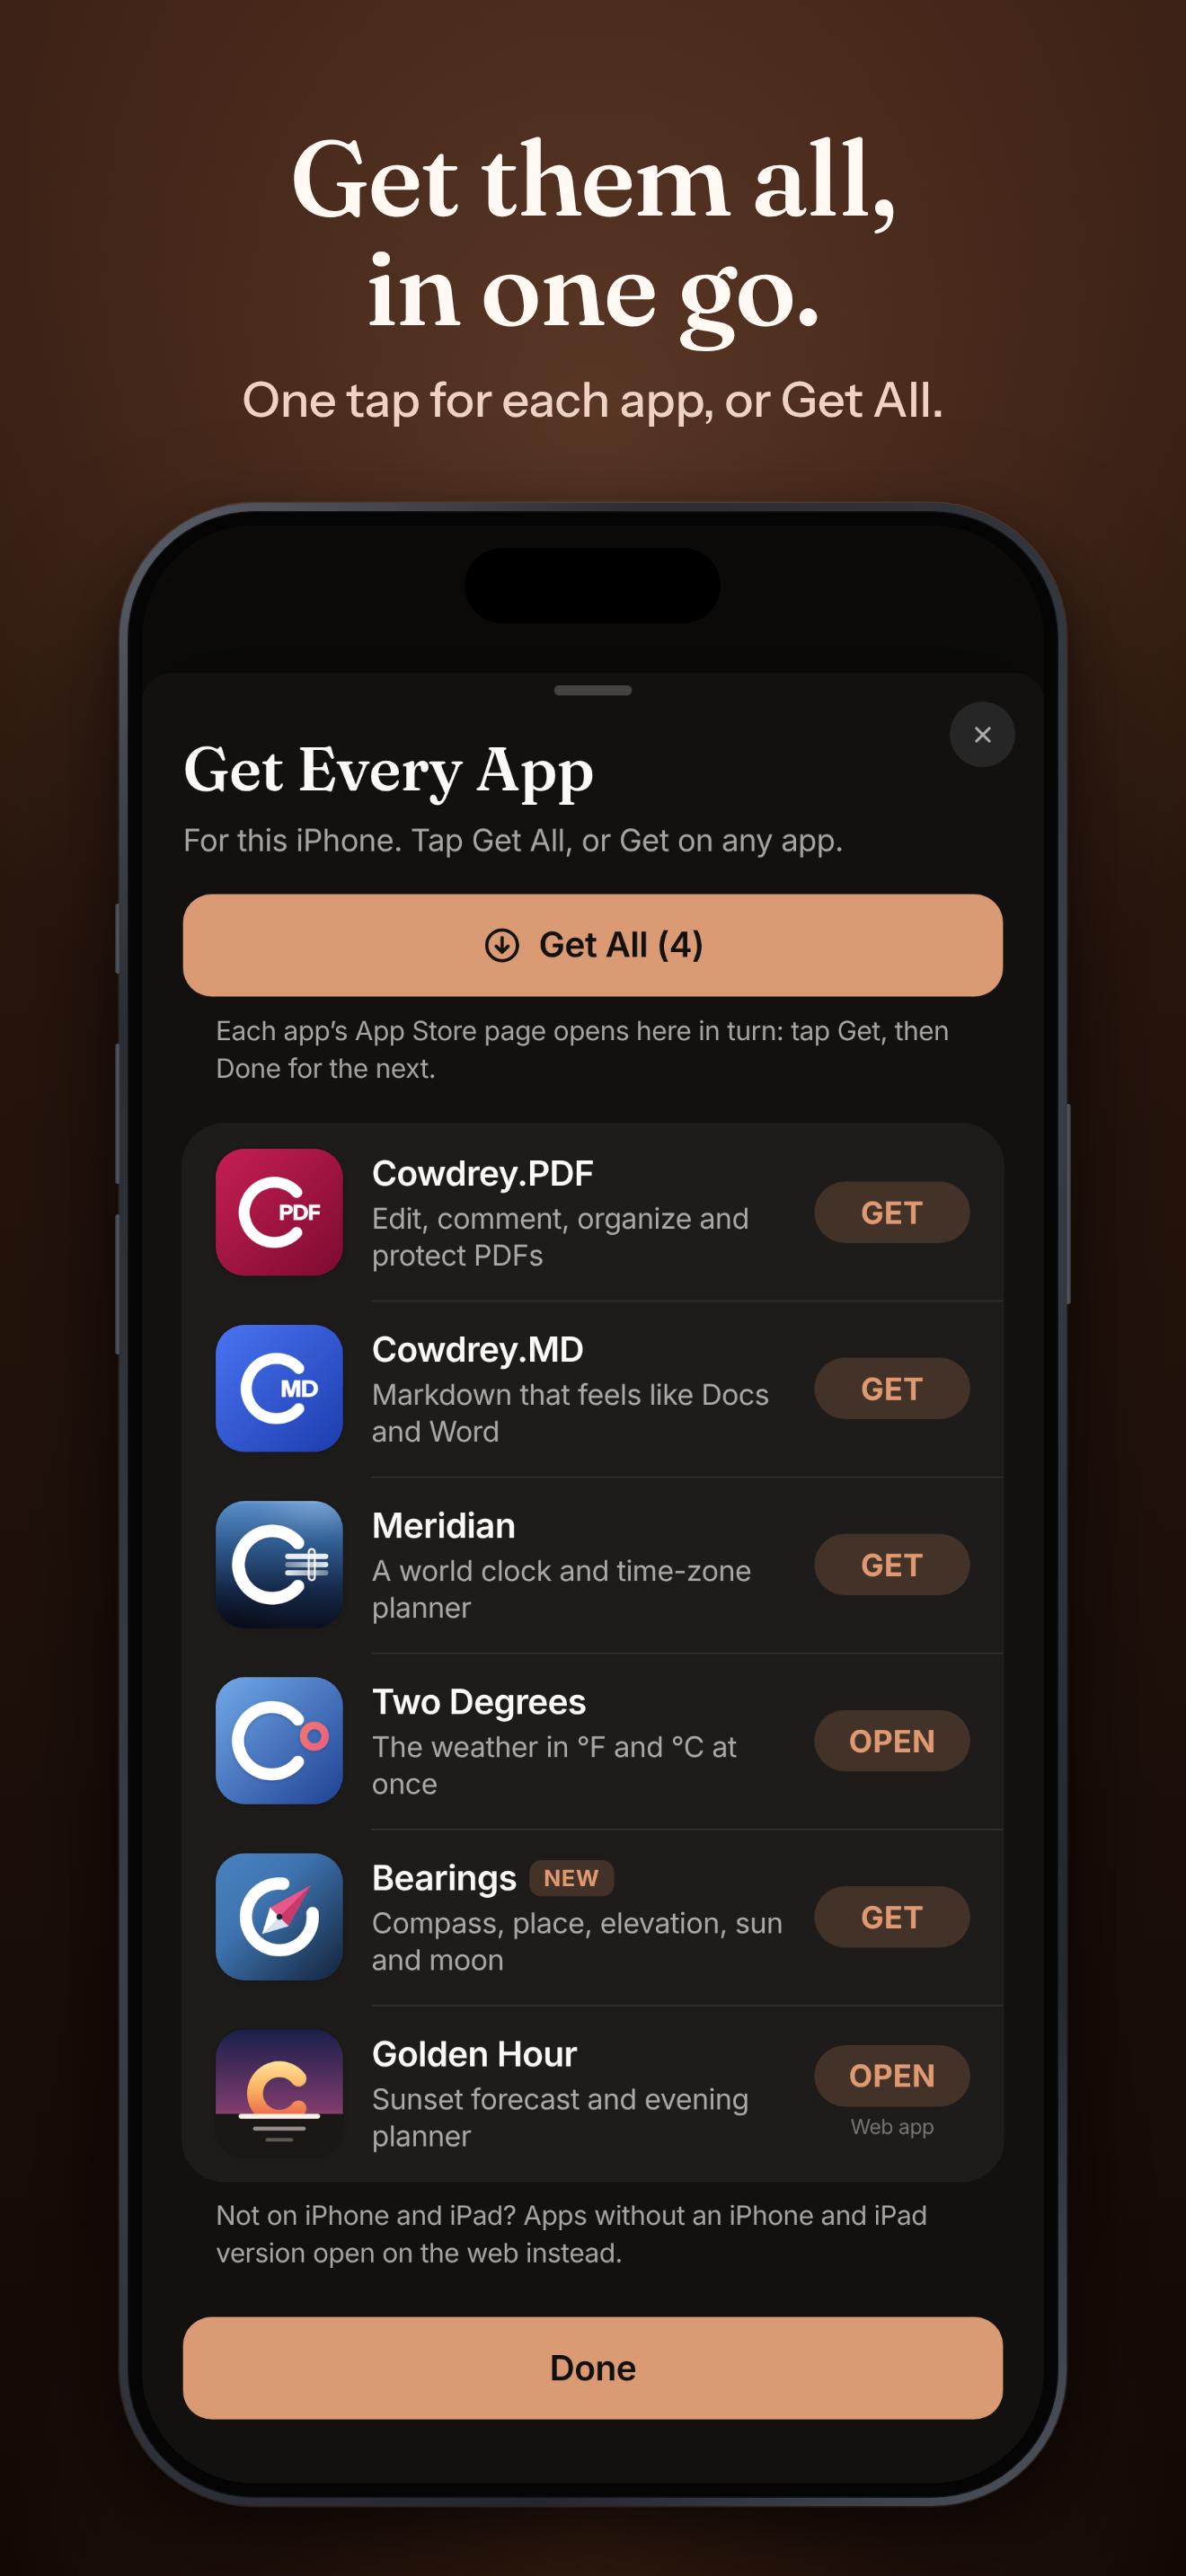 Get them all,
in one go.
One tap for each app, or Get All.
Get Every App
For this iPhone. Tap Get All, or Get on any app.
Get All (4)
Each app’s App Store page opens here in turn: tap Get, then
Done for the next.
PDF
Cowdrey.PDF
Edit, comment, organize and
protect PDFs
GET
MD
Cowdrey.MD
Markdown that feels like Docs
and Word
GET
Meridian
A world clock and time-zone
planner
GET
Two Degrees
The weather in °F and °C at
once
OPEN
Bearings NEW
Compass, place, elevation, sun
and moon
GET
Golden Hour
Sunset forecast and evening
planner
OPEN
Web app
Not on iPhone and iPad? Apps without an iPhone and iPad
version open on the web instead.
Done